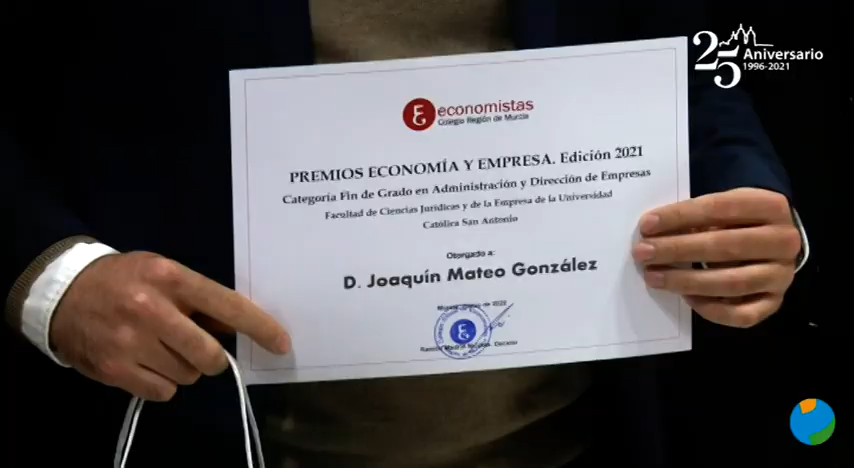 25 Aniversario
1996-2021
economistas
Colegio Región de Murcia
PREMIOS ECONOMÍA Y EMPRESA. Edición 2021
Categoría Fin de Grado en Administración y Dirección de Empresas
Facultad de Ciencias Jurídicas y de la Empresa de la Universidad
Católica San Antonio
Otorgado a:
D. Joaquín Mateo González
de 2022
Decano